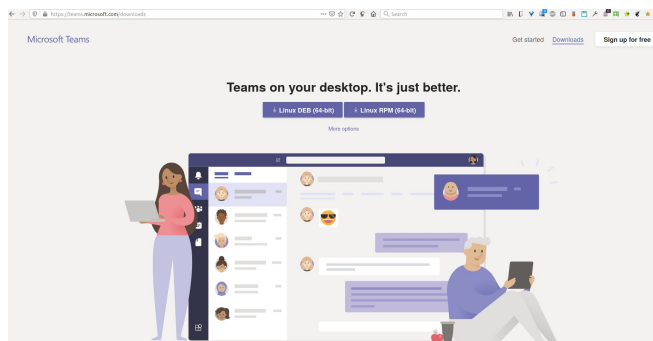 https://teams.microsoft.com/downloads
Search
Microsoft Teams
Get started Downloads Sign up for free
Teams on your desktop. It's just better.
Linux DEB (64-bit) Linux RPM (64-bit)
More options